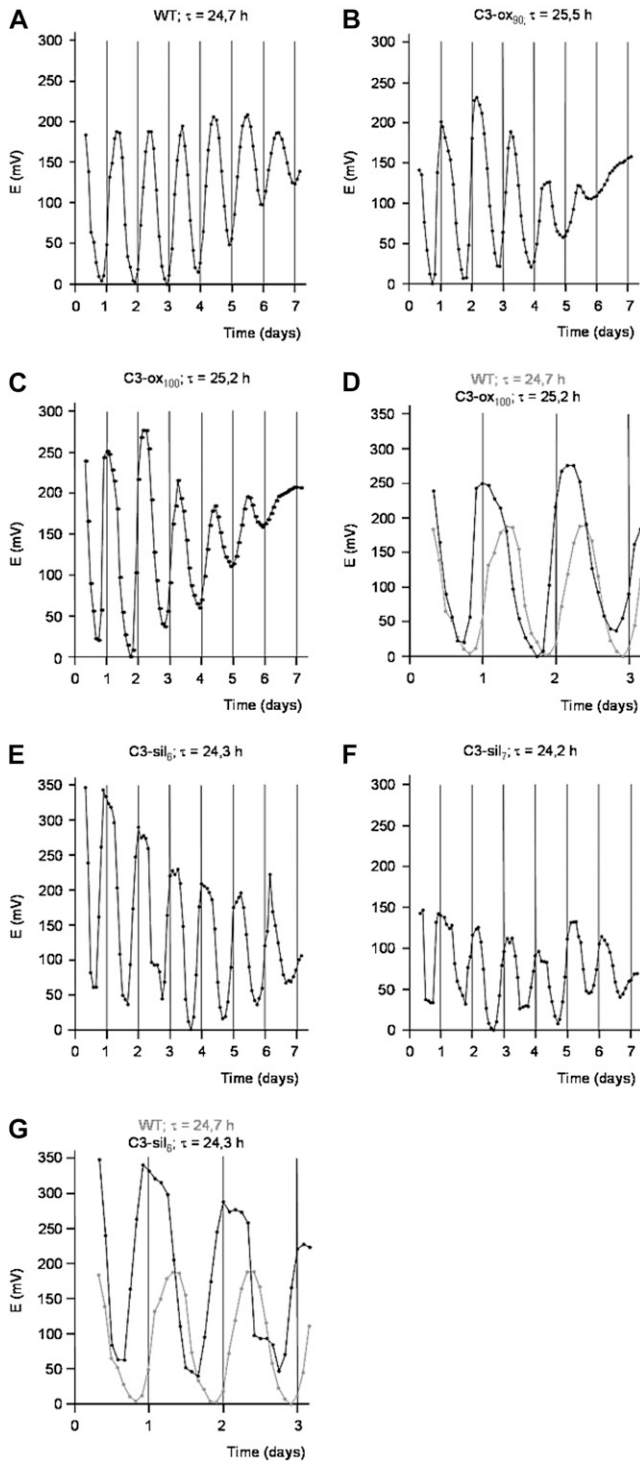 A
WT; τ = 24,7 h
300
250
200
150
100
50
0
E (mV)
0 1 2 3 4 5 6 7
Time (days)
B
C3-ox90; τ = 25,5 h
300
250
200
150
100
50
0
E (mV)
0 1 2 3 4 5 6 7
Time (days)
C
C3-ox100; τ = 25,2 h
300
250
200
150
100
50
0
E (mV)
0 1 2 3 4 5 6 7
Time (days)
D
WT; τ = 24,7 h
C3-ox100; τ = 25,2 h
350
300
250
200
150
100
50
0
E (mV)
0 1 2 3
Time (days)
E
C3-sil6; τ = 24,3 h
350
300
250
200
150
100
50
0
E (mV)
0 1 2 3 4 5 6 7
Time (days)
F
C3-sil7; τ = 24,2 h
300
250
200
150
100
50
0
E (mV)
0 1 2 3 4 5 6 7
Time (days)
G
WT; τ = 24,7 h
C3-sil6; τ = 24,3 h
350
300
250
200
150
100
50
0
E (mV)
0 1 2 3
Time (days)